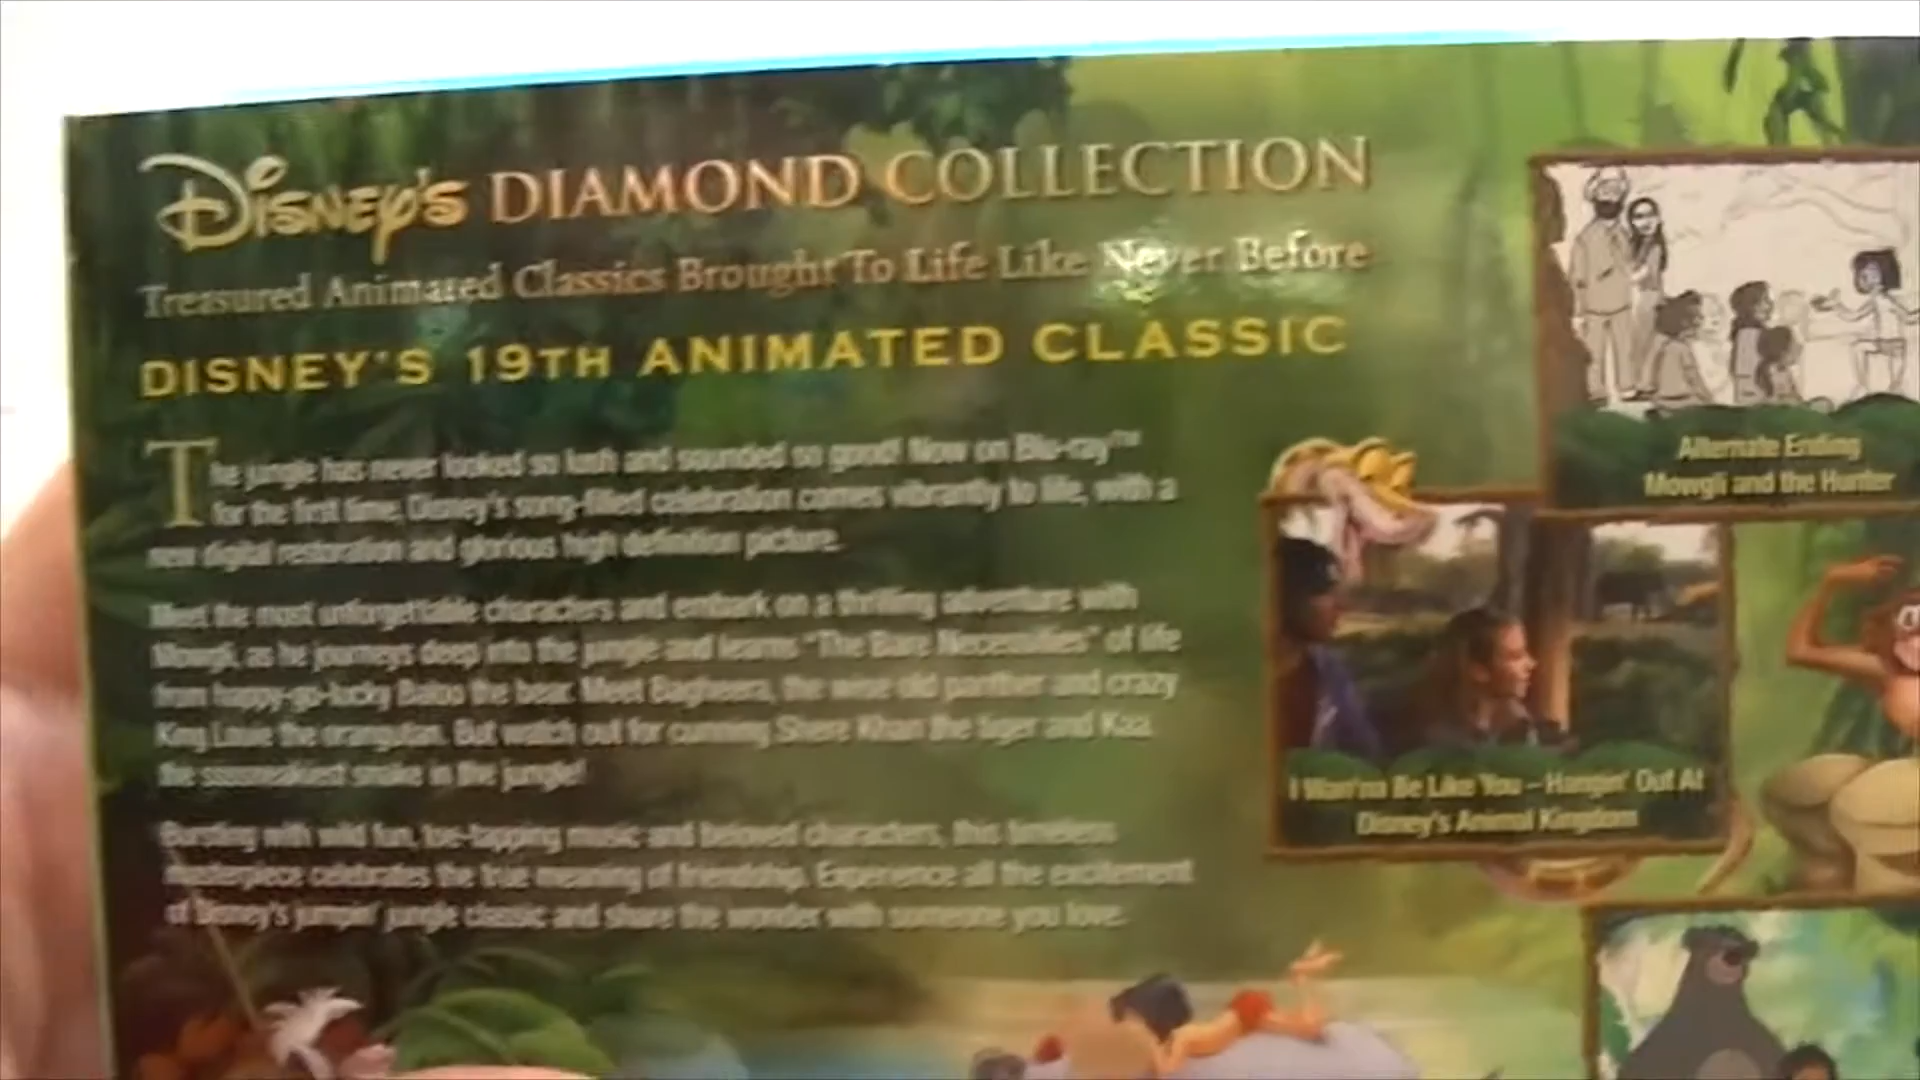 Disney's DIAMOND COLLECTION
Treasured Animated Classics Brought To Life Like Never Before
DISNEY'S 19TH ANIMATED CLASSIC
The jungle has never looked so lush and sounded so good! Now on Blu-ray™
for the first time, Disney's song-filled celebration comes vibrantly to life, with a
new digital restoration and glorious high definition picture.
Meet the most unforgettable characters and embark on a thrilling adventure with
Mowgli, as he journeys deep into the jungle and learns "The Bare Necessities" of life
from happy-go-lucky Baloo the bear. Meet Bagheera, the wise old panther and crazy
King Louie the orangutan. But watch out for cunning Shere Khan the tiger and Kaa
the sssneakiest snake in the jungle!
Bursting with wild fun, toe-tapping music and beloved characters, this timeless
masterpiece celebrates the true meaning of friendship. Experience all the excitement
of Disney's jumpin' jungle classic and share the wonder with someone you love.
Alternate Ending
Mowgli and the Hunter
I Wan'na Be Like You – Hangin' Out At
Disney's Animal Kingdom